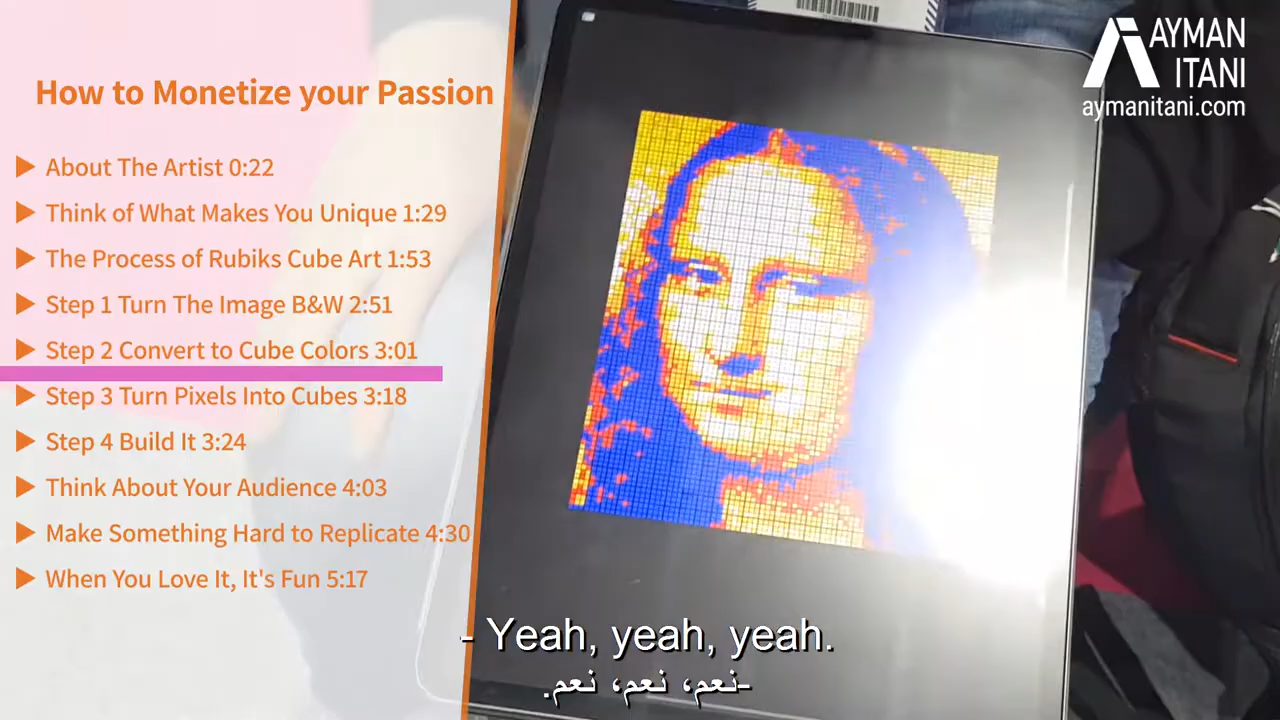 How to Monetize your Passion
▶ About The Artist 0:22
▶ Think of What Makes You Unique 1:29
▶ The Process of Rubiks Cube Art 1:53
▶ Step 1 Turn The Image B&W 2:51
▶ Step 2 Convert to Cube Colors 3:01
▶ Step 3 Turn Pixels Into Cubes 3:18
▶ Step 4 Build It 3:24
▶ Think About Your Audience 4:03
▶ Make Something Hard to Replicate 4:30
▶ When You Love It, It's Fun 5:17
AYMAN
ITANI
aymanitani.com
- Yeah, yeah, yeah.
-نعم، نعم، نعم.